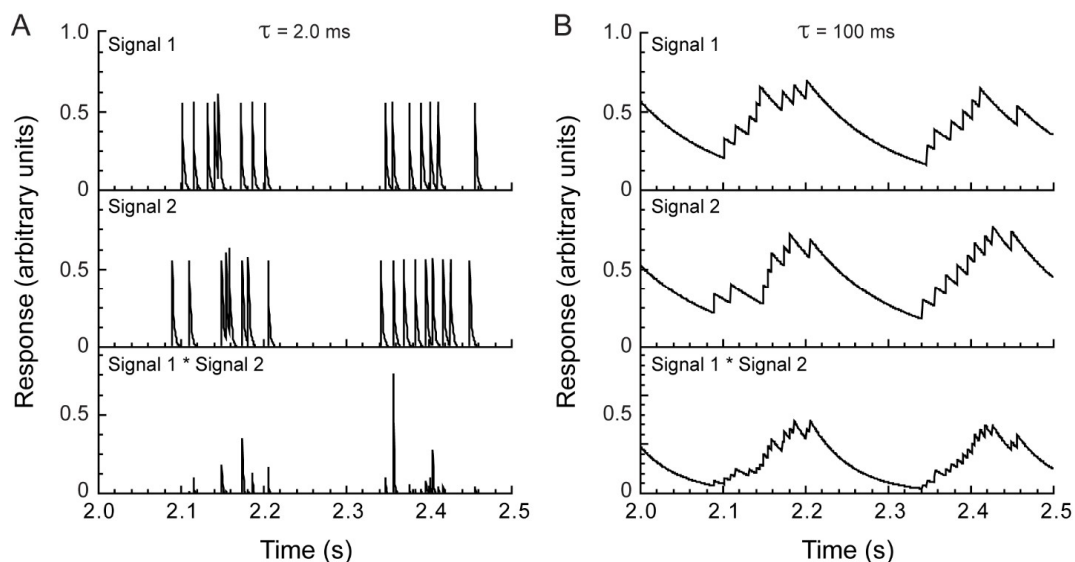 A
τ = 2.0 ms
Signal 1
1.0
0.5
0
Signal 2
0.5
0
Signal 1 * Signal 2
0.5
0
Response (arbitrary units)
2.0 2.1 2.2 2.3 2.4 2.5
Time (s)
B
τ = 100 ms
Signal 1
1.0
0.5
0
Signal 2
0.5
0
Signal 1 * Signal 2
0.5
0
Response (arbitrary units)
2.0 2.1 2.2 2.3 2.4 2.5
Time (s)